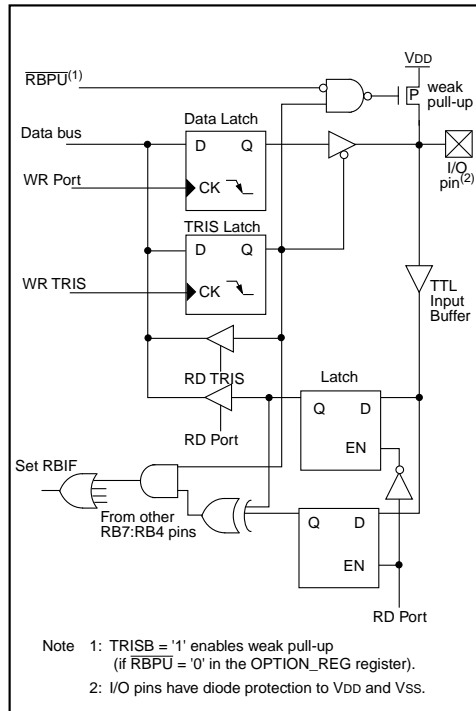 VDD
RBPU(1)
P
weak
pull-up
Data bus
Data Latch
D Q
WR Port
CK
I/O
pin(2)
TRIS Latch
D Q
WR TRIS
CK
TTL
Input
Buffer
RD TRIS
Latch
Q D
RD Port
EN
Set RBIF
From other
RB7:RB4 pins
Q D
EN
RD Port
Note 1: TRISB = '1' enables weak pull-up
(if RBPU = '0' in the OPTION_REG register).
2: I/O pins have diode protection to VDD and VSS.